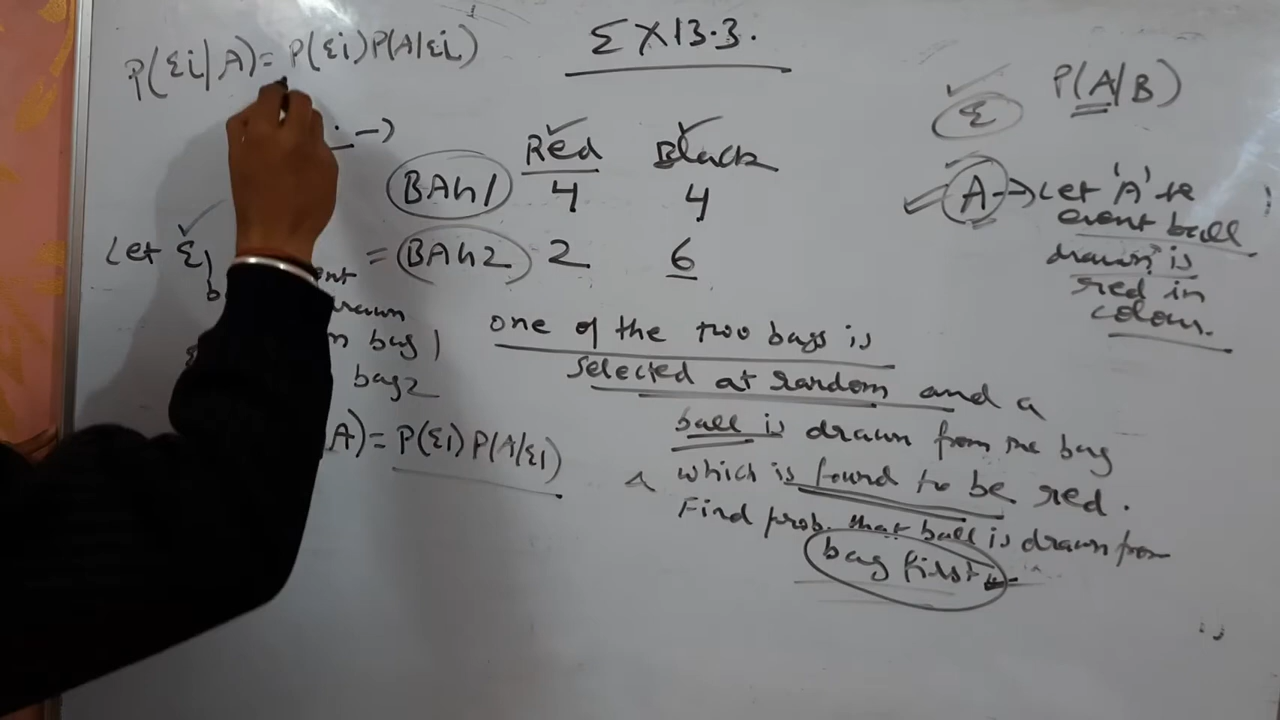 P(Ei/A) = P(Ei) P(A/Ei)
EX 13.3.
P(A/B)
E
Red Black
BAG 1 4 4
BAG 2 2 6
Let E1 =
bag 1
bag 2
A) = P(E1) P(A/E1)
one of the two bags is
selected at random and a
ball is drawn from the bag
which is found to be red.
Find prob. that ball is drawn from
bag first
A → Let 'A' be
event ball
drawn is
red in
colour.